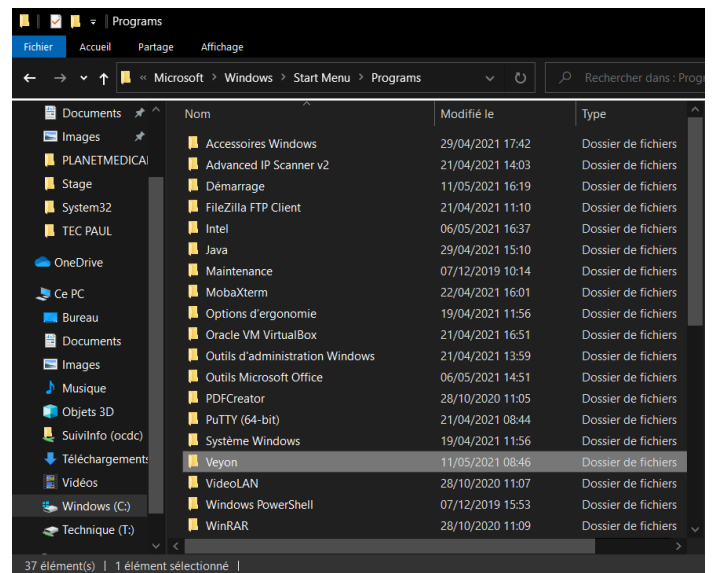 Programs
Fichier Accueil Partage Affichage
« Microsoft > Windows > Start Menu > Programs Rechercher dans : Progr
Documents
Images
PLANETMEDICAL
Stage
System32
TEC PAUL
OneDrive
Ce PC
Bureau
Documents
Images
Musique
Objets 3D
SuiviInfo (ocdc)
Téléchargements
Vidéos
Windows (C:)
Technique (T:)
Nom Modifié le Type
Accessoires Windows 29/04/2021 17:42 Dossier de fichiers
Advanced IP Scanner v2 21/04/2021 14:03 Dossier de fichiers
Démarrage 11/05/2021 16:19 Dossier de fichiers
FileZilla FTP Client 21/04/2021 11:10 Dossier de fichiers
Intel 06/05/2021 16:37 Dossier de fichiers
Java 29/04/2021 15:10 Dossier de fichiers
Maintenance 07/12/2019 10:14 Dossier de fichiers
MobaXterm 22/04/2021 16:01 Dossier de fichiers
Options d'ergonomie 19/04/2021 11:56 Dossier de fichiers
Oracle VM VirtualBox 21/04/2021 16:51 Dossier de fichiers
Outils d'administration Windows 21/04/2021 13:59 Dossier de fichiers
Outils Microsoft Office 06/05/2021 14:51 Dossier de fichiers
PDFCreator 28/10/2020 11:05 Dossier de fichiers
PuTTY (64-bit) 21/04/2021 08:44 Dossier de fichiers
Système Windows 19/04/2021 11:56 Dossier de fichiers
Veyon 11/05/2021 08:46 Dossier de fichiers
VideoLAN 28/10/2020 11:07 Dossier de fichiers
Windows PowerShell 07/12/2019 15:53 Dossier de fichiers
WinRAR 28/10/2020 11:09 Dossier de fichiers
37 élément(s) | 1 élément sélectionné |